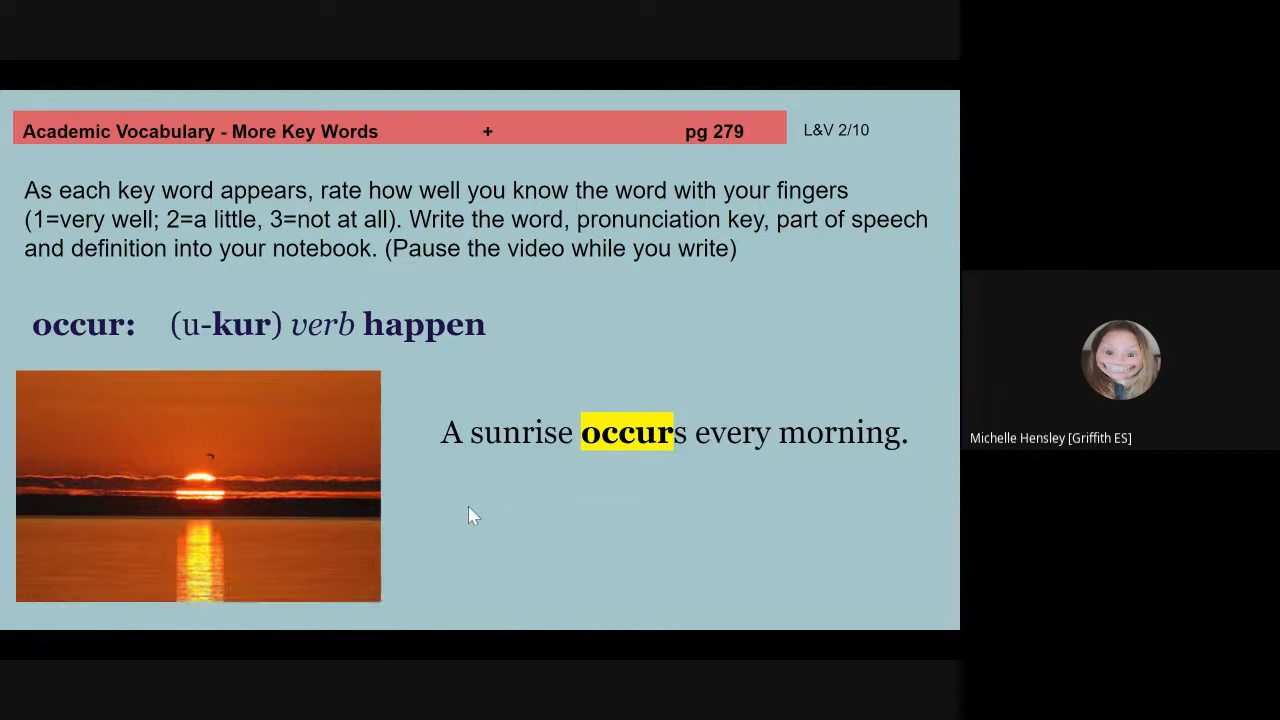 Academic Vocabulary - More Key Words + pg 279
L&V 2/10
As each key word appears, rate how well you know the word with your fingers
(1=very well; 2=a little, 3=not at all). Write the word, pronunciation key, part of speech
and definition into your notebook. (Pause the video while you write)
occur: (u-kur) verb happen
A sunrise occurs every morning.
Michelle Hensley [Griffith ES]